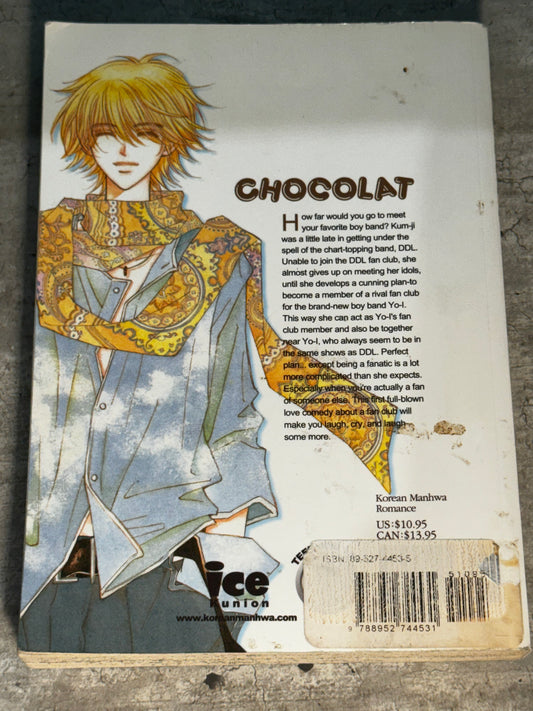 CHOCOLAT
How far would you go to meet
your favorite boy band? Kum-ji
was a little late in getting under the
spell of the chart-topping band, DDL.
Unable to join the DDL fan club, she
almost gives up on meeting her idols,
until she develops a cunning plan-to
become a member of a rival fan club
for the brand-new boy band Yo-I.
This way she can act as Yo-I's fan
club member and also be together
near Yo-I, who always seem to be in
the same shows as DDL. Perfect
plan... except being a fanatic is a lot
more complicated than she expects.
Especially when you're actually a fan
of someone else. This first full-blown
love comedy about a fan club will
make you laugh, cry, and laugh
some more.
Korean Manhwa
Romance
US:$10.95
CAN:$13.95
ice
kunion
www.koreanmanhwa.com
ISBN: 89-527-4453-5
9 788952 744531